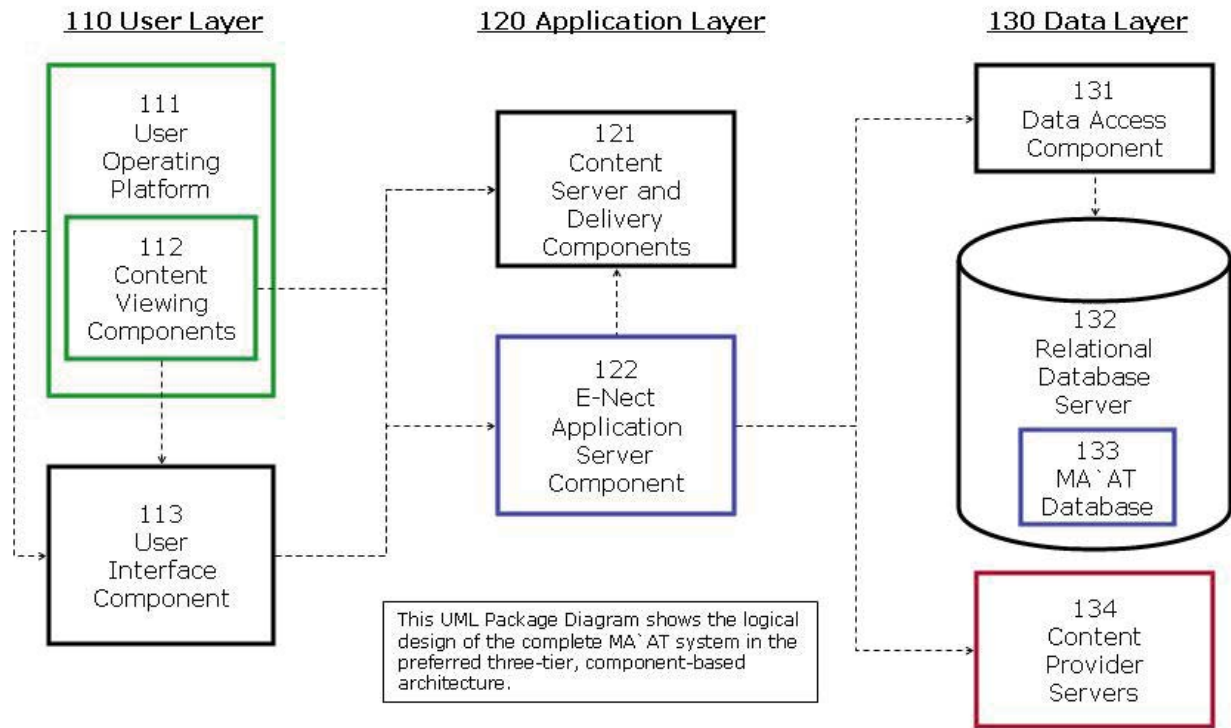 110 User Layer
111
User
Operating
Platform
112
Content
Viewing
Components
113
User
Interface
Component
120 Application Layer
121
Content
Server and
Delivery
Components
122
E-Nect
Application
Server
Component
This UML Package Diagram shows the logical
design of the complete MA`AT system in the
preferred three-tier, component-based
architecture.
130 Data Layer
131
Data Access
Component
132
Relational
Database
Server
133
MA`AT
Database
134
Content
Provider
Servers